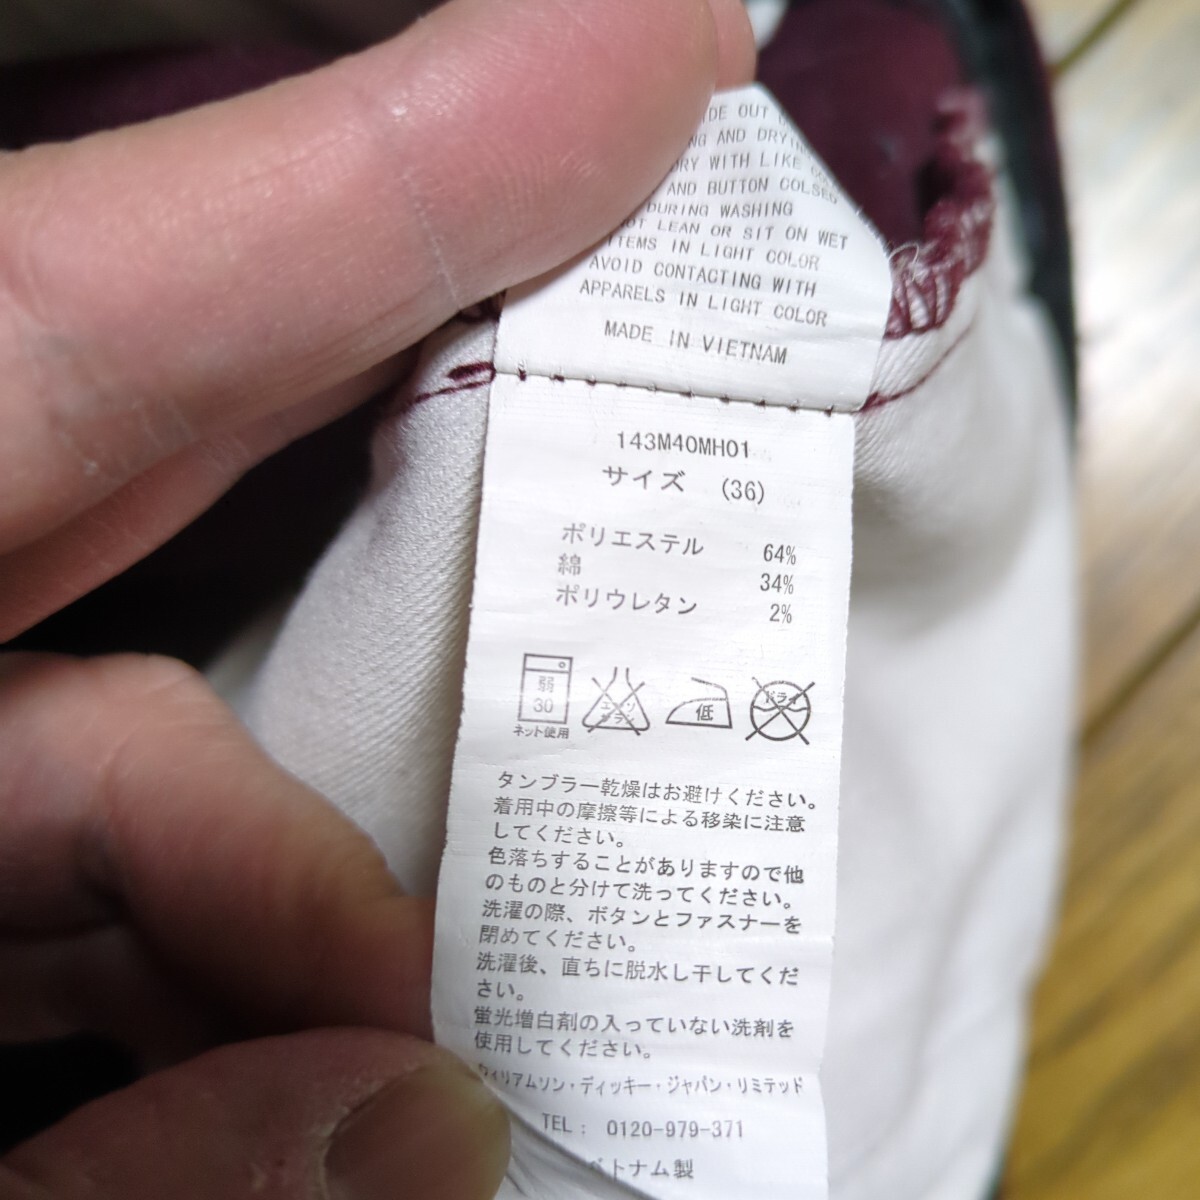 OUT
AND DRYING
WITH LIKE
AND BUTTON COLSED
DURING WASHING
LEAN OR SIT ON WET
ITEMS IN LIGHT COLOR
AVOID CONTACTING WITH
APPARELS IN LIGHT COLOR
MADE IN VIETNAM
143M40MH01
サイズ (36)
ポリエステル 64%
綿 34%
ポリウレタン 2%
弱 30 エンソサラシ 低 ドライ
ネット使用
タンブラー乾燥はお避けください。
着用中の摩擦等による移染に注意
してください。
色落ちすることがありますので他
のものと分けて洗ってください。
洗濯の際、ボタンとファスナーを
閉めてください。
洗濯後、直ちに脱水し干してくだ
さい。
蛍光増白剤の入っていない洗剤を
使用してください。
ウィリアムソン・ディッキー・ジャパン・リミテッド
TEL: 0120-979-371
ベトナム製